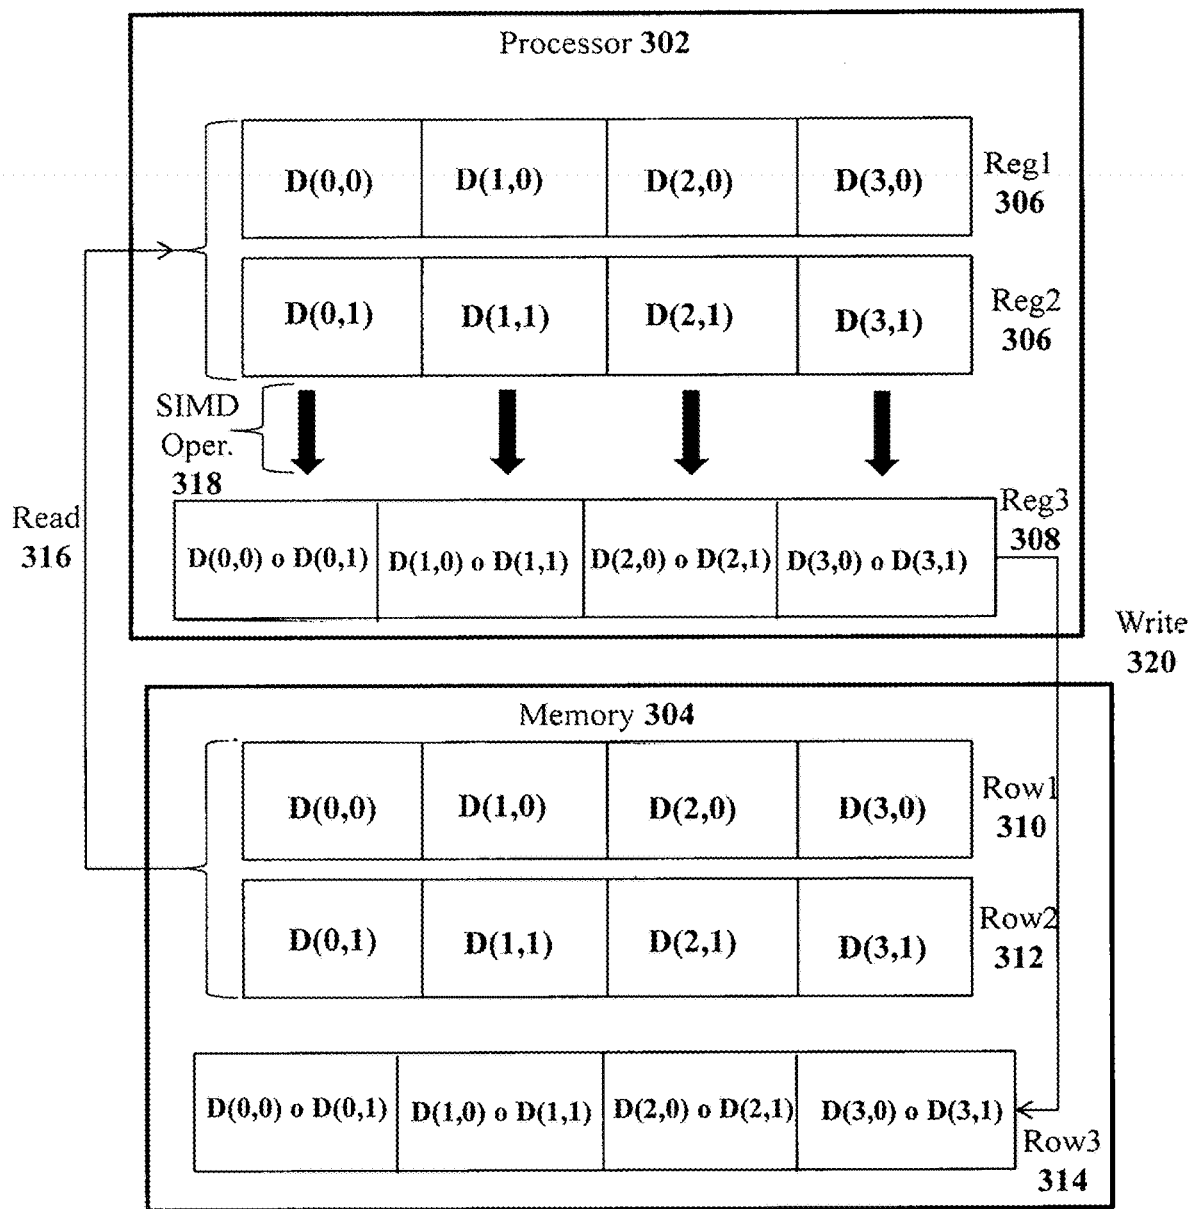 Processor 302
D(0,0) D(1,0) D(2,0) D(3,0)
Reg1
306
D(0,1) D(1,1) D(2,1) D(3,1)
Reg2
306
SIMD
Oper.
318
Read
316
D(0,0) o D(0,1) D(1,0) o D(1,1) D(2,0) o D(2,1) D(3,0) o D(3,1)
Reg3
308
Write
320
Memory 304
D(0,0) D(1,0) D(2,0) D(3,0)
Row1
310
D(0,1) D(1,1) D(2,1) D(3,1)
Row2
312
D(0,0) o D(0,1) D(1,0) o D(1,1) D(2,0) o D(2,1) D(3,0) o D(3,1)
Row3
314